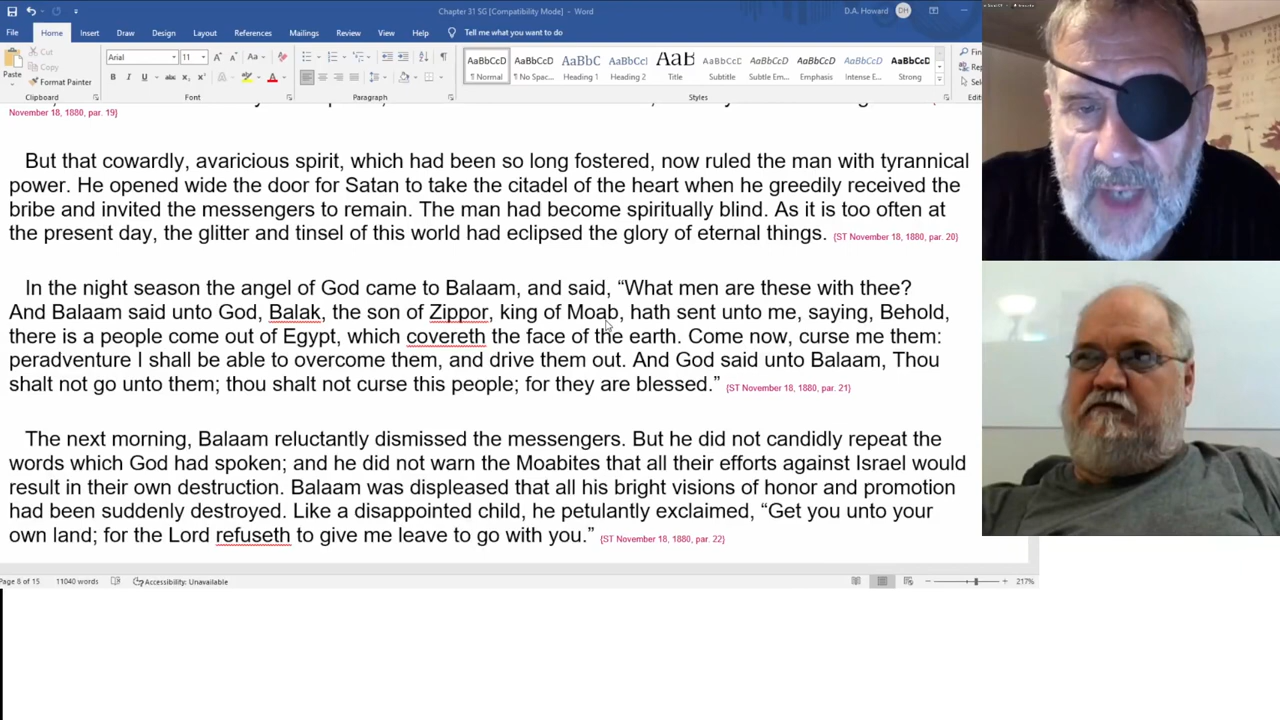 Chapter 31 SG [Compatibility Mode] - Word
D.A. Howard
DH
File
Home
Insert
Draw
Design
Layout
References
Mailings
Review
View
Help
Tell me what you want to do
Cut
Copy
Paste
Format Painter
Clipboard
Arial
11
Font
Paragraph
AaBbCcD
¶ Normal
AaBbCcD
¶ No Spac...
AaBbC
Heading 1
AaBbCc
Heading 2
AaB
Title
AaBbCcD
Subtitle
AaBbCcD
Subtle Em...
AaBbCcD
Emphasis
AaBbCcD
Intense E...
AaBbCcD
Strong
Styles
Fin
Rep
Sele
Editi
November 18, 1880, par. 19}
But that cowardly, avaricious spirit, which had been so long fostered, now ruled the man with tyrannical
power. He opened wide the door for Satan to take the citadel of the heart when he greedily received the
bribe and invited the messengers to remain. The man had become spiritually blind. As it is too often at
the present day, the glitter and tinsel of this world had eclipsed the glory of eternal things. {ST November 18, 1880, par. 20}
In the night season the angel of God came to Balaam, and said, “What men are these with thee?
And Balaam said unto God, Balak, the son of Zippor, king of Moab, hath sent unto me, saying, Behold,
there is a people come out of Egypt, which covereth the face of the earth. Come now, curse me them:
peradventure I shall be able to overcome them, and drive them out. And God said unto Balaam, Thou
shalt not go unto them; thou shalt not curse this people; for they are blessed.” {ST November 18, 1880, par. 21}
The next morning, Balaam reluctantly dismissed the messengers. But he did not candidly repeat the
words which God had spoken; and he did not warn the Moabites that all their efforts against Israel would
result in their own destruction. Balaam was displeased that all his bright visions of honor and promotion
had been suddenly destroyed. Like a disappointed child, he petulantly exclaimed, “Get you unto your
own land; for the Lord refuseth to give me leave to go with you.” {ST November 18, 1880, par. 22}
Page 8 of 15
11040 words
Accessibility: Unavailable
217%